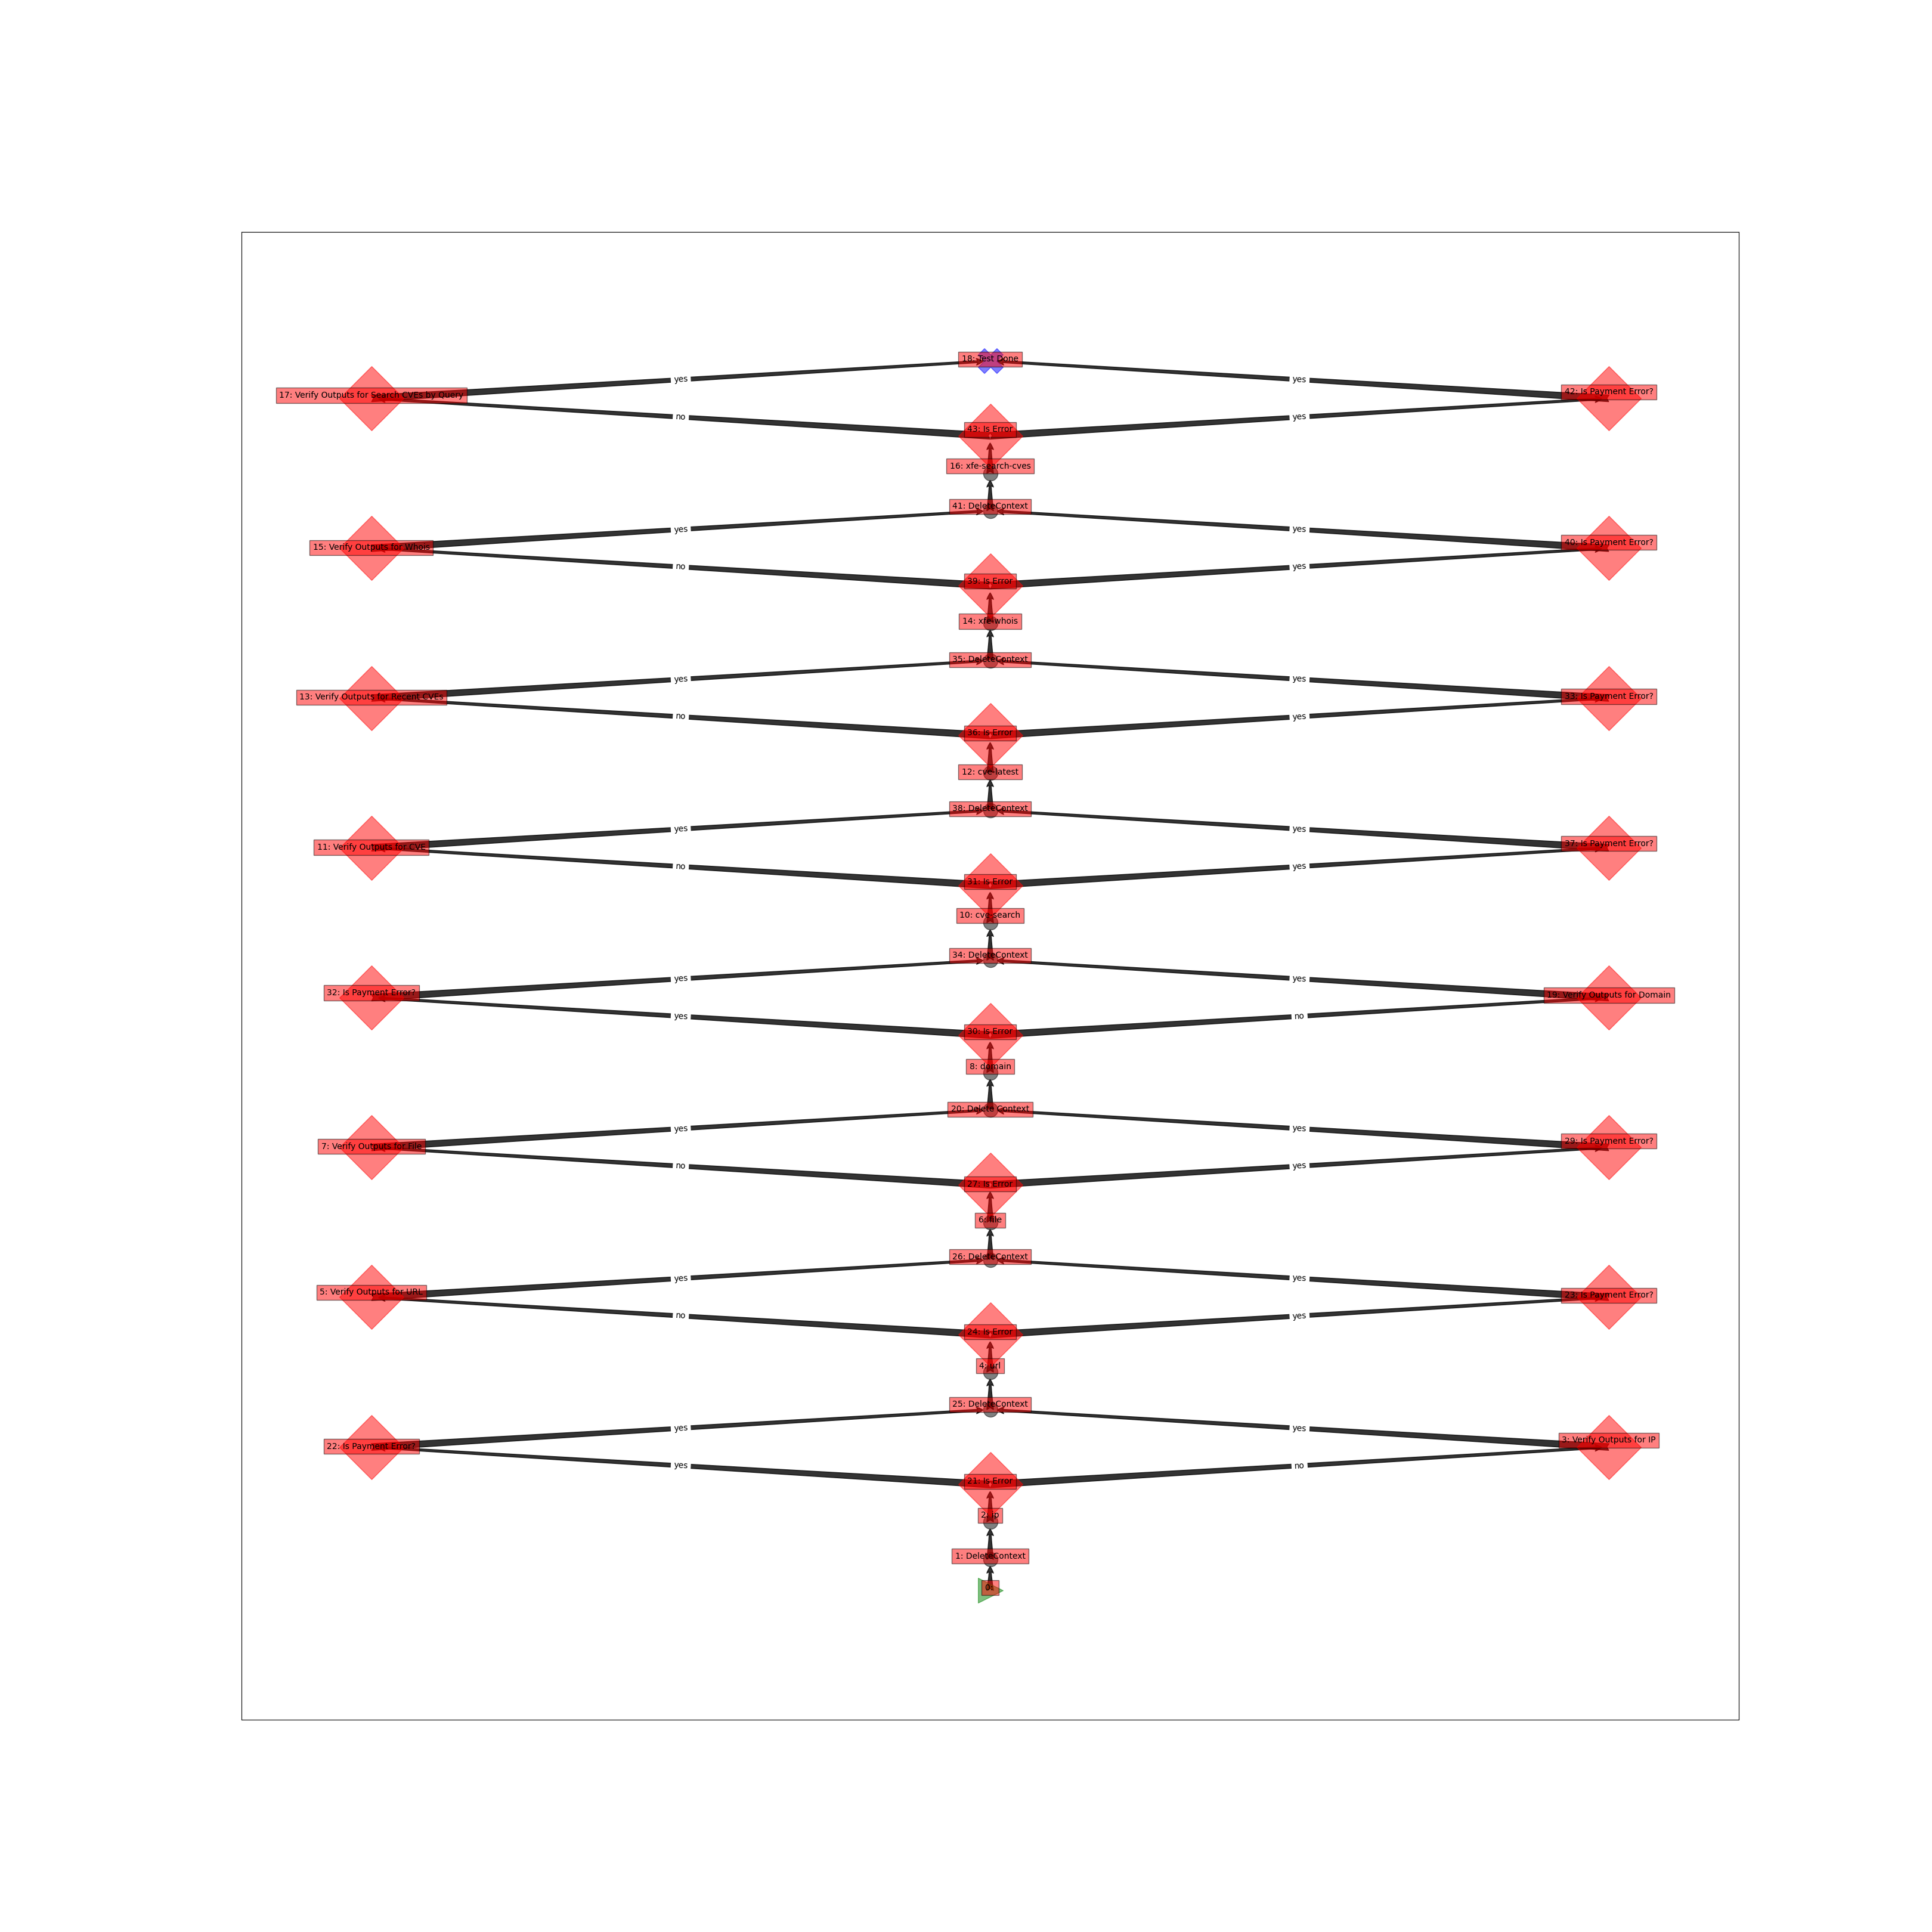 18: Test Done
yes
yes
17: Verify Outputs for Search CVEs by Query
42: Is Payment Error?
no
yes
43: Is Error
16: xfe-search-cves
41: DeleteContext
yes
yes
15: Verify Outputs for Whois
40: Is Payment Error?
no
yes
39: Is Error
14: xfe-whois
35: DeleteContext
yes
yes
13: Verify Outputs for Recent CVEs
33: Is Payment Error?
no
yes
36: Is Error
12: cve-latest
38: DeleteContext
yes
yes
11: Verify Outputs for CVE
37: Is Payment Error?
no
yes
31: Is Error
10: cve-search
34: DeleteContext
yes
yes
32: Is Payment Error?
19: Verify Outputs for Domain
yes
no
30: Is Error
8: domain
20: Delete Context
yes
yes
7: Verify Outputs for File
29: Is Payment Error?
no
yes
27: Is Error
6: file
26: DeleteContext
yes
yes
5: Verify Outputs for URL
23: Is Payment Error?
no
yes
24: Is Error
4: url
25: DeleteContext
yes
yes
22: Is Payment Error?
3: Verify Outputs for IP
yes
no
21: Is Error
2: ip
1: DeleteContext
0: